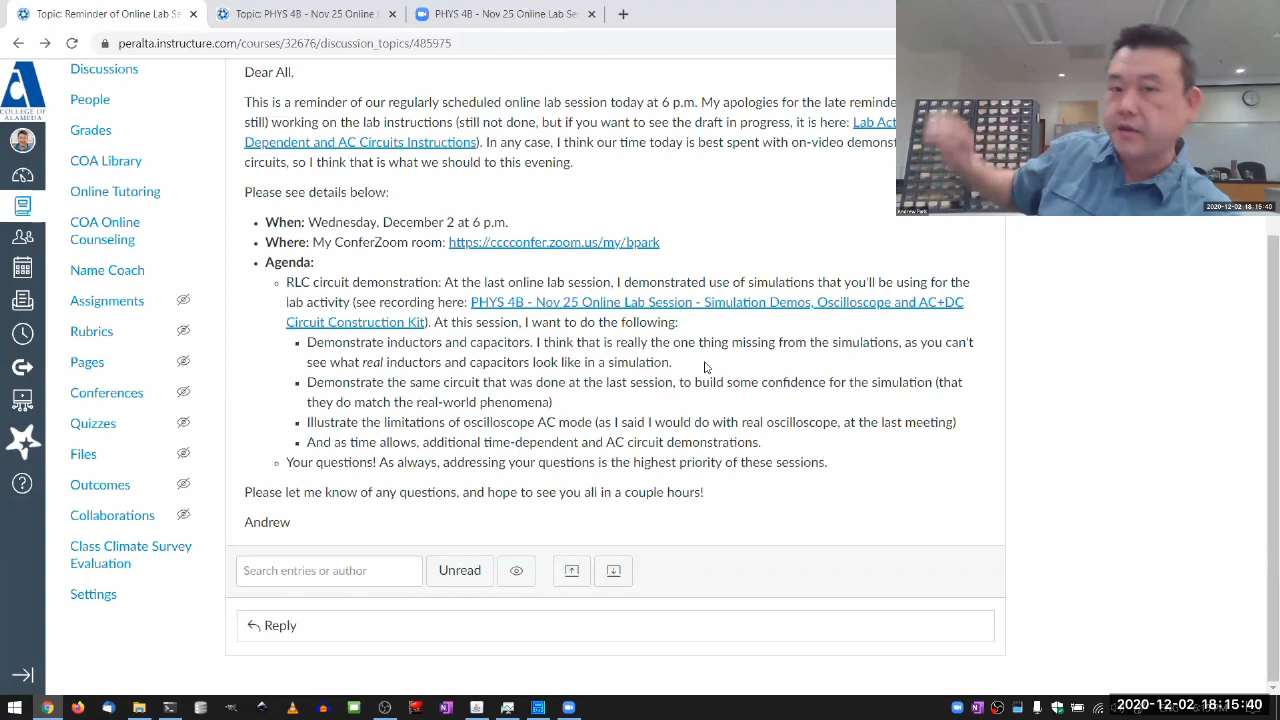 Topic: Reminder of Lab S
PHYS 4B - Nov 25 Online Lab Se
PHYS 4B - Nov 25 Online Lab Se
peralta.instructure.com/courses/32676/discussion_topics/485975
COLLEGE OF
ALAMEDA
Discussions
People
Grades
COA Library
Online Tutoring
COA Online
Counseling
Name Coach
Assignments
Rubrics
Pages
Conferences
Quizzes
Files
Outcomes
Collaborations
Class Climate Survey
Evaluation
Settings
Dear All,
This is a reminder of our regularly scheduled online lab session today at 6 p.m. My apologies for the late reminde
still) working on the lab instructions (still not done, but if you want to see the draft in progress, it is here: Lab Act
Dependent and AC Circuits Instructions). In any case, I think our time today is best spent with on-video demonst
circuits, so I think that is what we should to this evening.
Please see details below:
When: Wednesday, December 2 at 6 p.m.
Where: My ConferZoom room: https://cccconfer.zoom.us/my/bpark
Agenda:
RLC circuit demonstration: At the last online lab session, I demonstrated use of simulations that you'll be using for the
lab activity (see recording here: PHYS 4B - Nov 25 Online Lab Session - Simulation Demos, Oscilloscope and AC+DC
Circuit Construction Kit). At this session, I want to do the following:
Demonstrate inductors and capacitors. I think that is really the one thing missing from the simulations, as you can't
see what real inductors and capacitors look like in a simulation.
Demonstrate the same circuit that was done at the last session, to build some confidence for the simulation (that
they do match the real-world phenomena)
Illustrate the limitations of oscilloscope AC mode (as I said I would do with real oscilloscope, at the last meeting)
And as time allows, additional time-dependent and AC circuit demonstrations.
Your questions! As always, addressing your questions is the highest priority of these sessions.
Please let me know of any questions, and hope to see you all in a couple hours!
Andrew
Search entries or author
Unread
Reply
Andrew Park
2020-12-02 18:15:40
2020-12-02 18:15:40